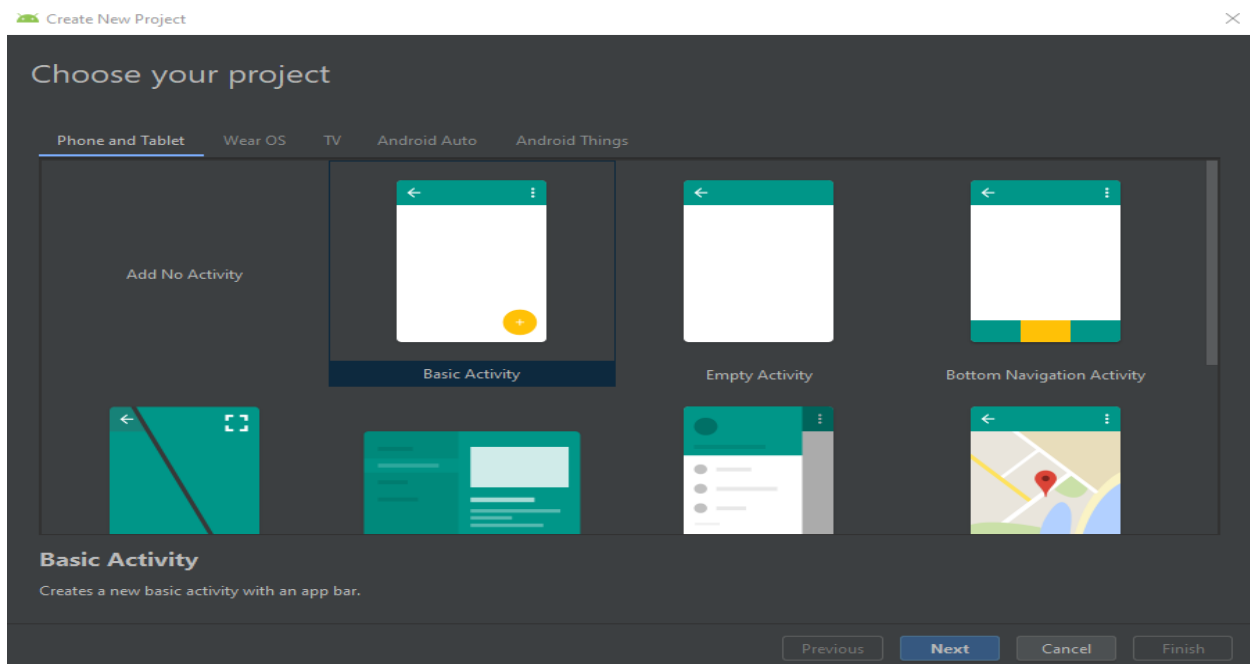 Create New Project
Choose your project
Phone and Tablet Wear OS TV Android Auto Android Things
Add No Activity
Basic Activity Empty Activity Bottom Navigation Activity
Basic Activity
Creates a new basic activity with an app bar.
Previous Next Cancel Finish